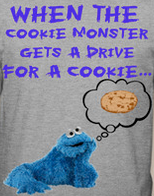 WHEN THE
COOKIE MONSTER
GETS A DRIVE
FOR A COOKIE...